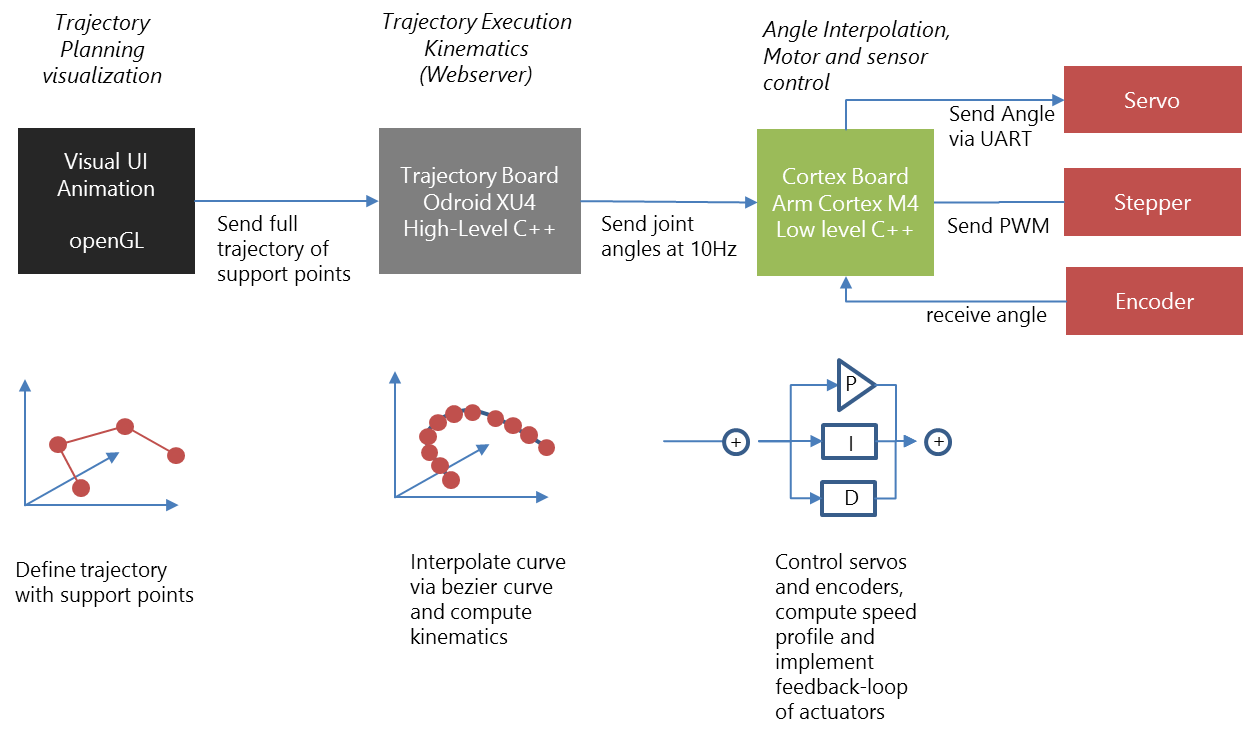 Trajectory
Planning
visualization
Trajectory Execution
Kinematics
(Webserver)
Angle Interpolation,
Motor and sensor
control
Visual UI
Animation
openGL
Send full
trajectory of
support points
Trajectory Board
Odroid XU4
High-Level C++
Send joint
angles at 10Hz
Cortex Board
Arm Cortex M4
Low level C++
Send Angle
via UART
Servo
Send PWM
Stepper
receive angle
Encoder
P
+
I
+
D
Define trajectory
with support points
Interpolate curve
via bezier curve
and compute
kinematics
Control servos
and encoders,
compute speed
profile and
implement
feedback-loop
of actuators